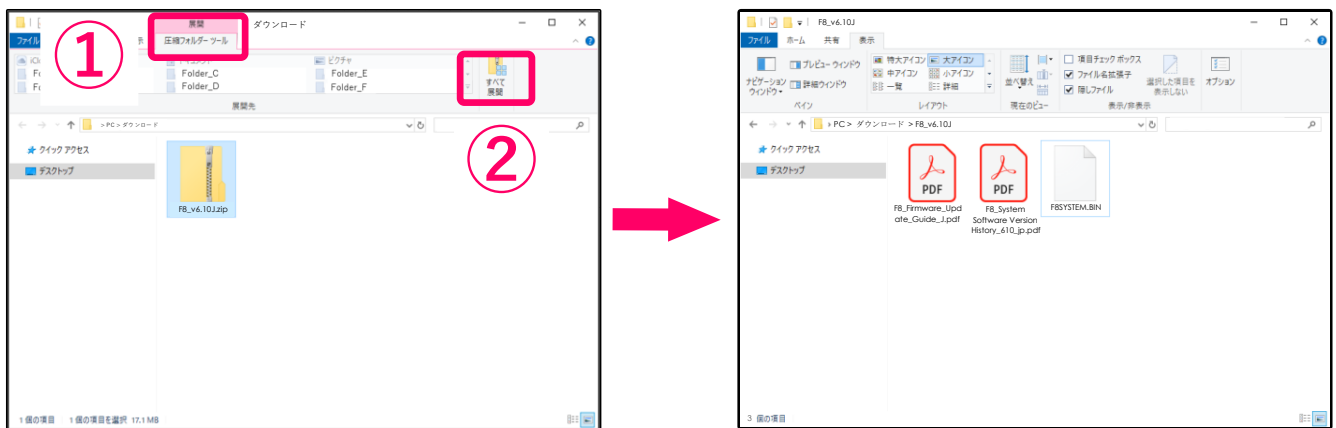 展開
ダウンロード
ファイル
圧縮フォルダー ツール
①
ピクチャ
Folder_C
Folder_E
Folder_D
Folder_F
すべて
展開
展開先
> PC > ダウンロード
②
クイック アクセス
デスクトップ
F8_v6.10J.zip
1 個の項目
1 個の項目を選択 17.1 MB
F8_v6.10J
ファイル
ホーム
共有
表示
ナビゲーション
ウィンドウ
プレビュー ウィンドウ
詳細ウィンドウ
ペイン
特大アイコン
大アイコン
中アイコン
小アイコン
一覧
詳細
レイアウト
並べ替え
現在のビュー
項目チェック ボックス
ファイル名拡張子
隠しファイル
選択した項目を
表示しない
表示/非表示
オプション
> PC > ダウンロード > F8_v6.10J
クイック アクセス
デスクトップ
PDF
F8_Firmware_Upd
ate_Guide_J.pdf
PDF
F8_System
Software Version
History_610_jp.pdf
F8SYSTEM.BIN
3 個の項目